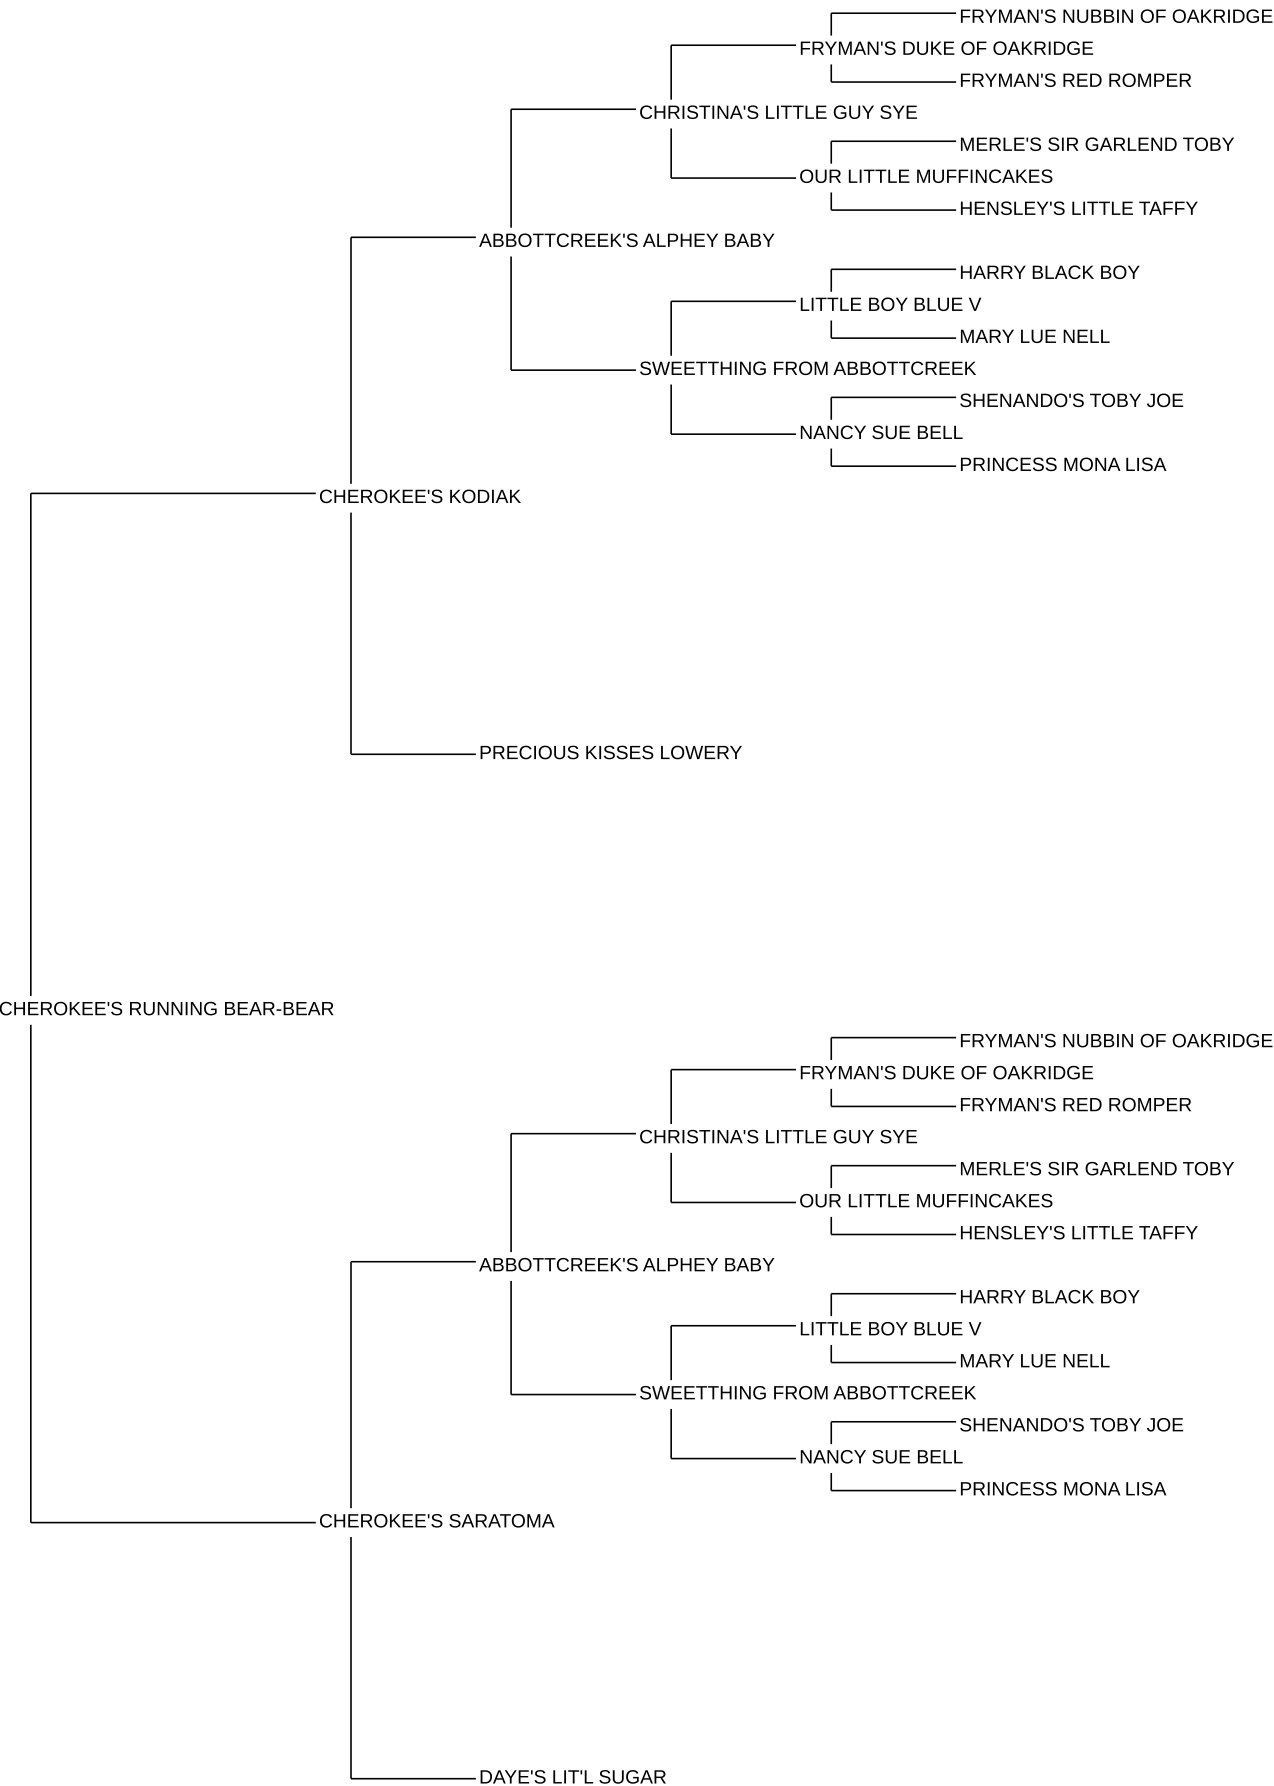 FRYMAN'S NUBBIN OF OAKRIDGE
FRYMAN'S DUKE OF OAKRIDGE
FRYMAN'S RED ROMPER
CHRISTINA'S LITTLE GUY SYE
MERLE'S SIR GARLEND TOBY
OUR LITTLE MUFFINCAKES
HENSLEY'S LITTLE TAFFY
ABBOTTCREEK'S ALPHEY BABY
HARRY BLACK BOY
LITTLE BOY BLUE V
MARY LUE NELL
SWEETTHING FROM ABBOTTCREEK
SHENANDO'S TOBY JOE
NANCY SUE BELL
PRINCESS MONA LISA
CHEROKEE'S KODIAK
PRECIOUS KISSES LOWERY
CHEROKEE'S RUNNING BEAR-BEAR
FRYMAN'S NUBBIN OF OAKRIDGE
FRYMAN'S DUKE OF OAKRIDGE
FRYMAN'S RED ROMPER
CHRISTINA'S LITTLE GUY SYE
MERLE'S SIR GARLEND TOBY
OUR LITTLE MUFFINCAKES
HENSLEY'S LITTLE TAFFY
ABBOTTCREEK'S ALPHEY BABY
HARRY BLACK BOY
LITTLE BOY BLUE V
MARY LUE NELL
SWEETTHING FROM ABBOTTCREEK
SHENANDO'S TOBY JOE
NANCY SUE BELL
PRINCESS MONA LISA
CHEROKEE'S SARATOMA
DAYE'S LIT'L SUGAR